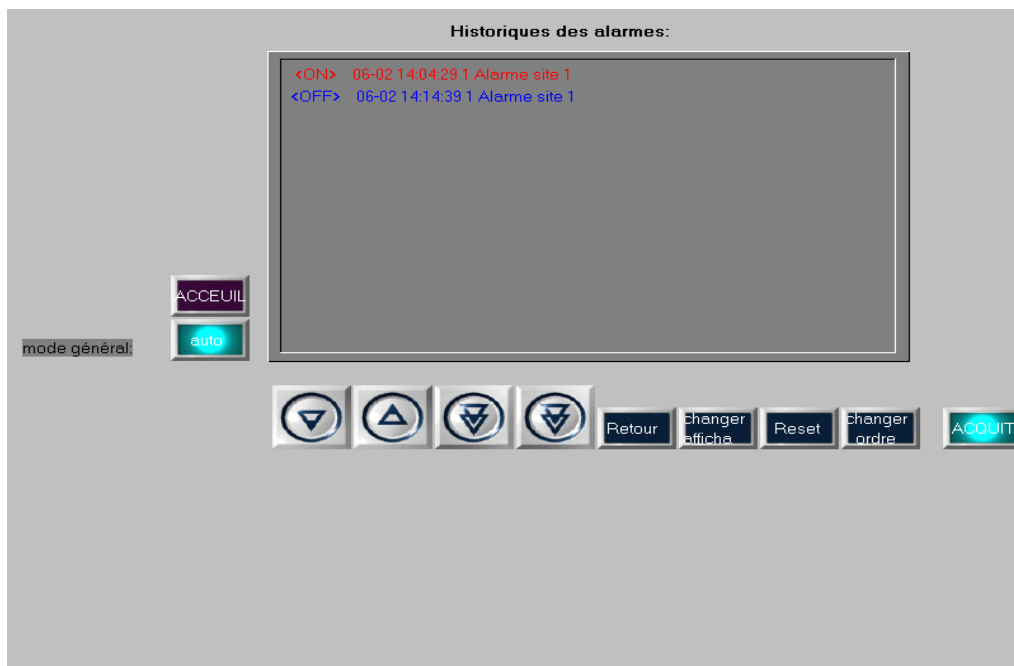 Historiques des alarmes:
<ON> 06-02 14:04:29 1 Alarme site 1
<OFF> 06-02 14:14:39 1 Alarme site 1
ACCEUIL
mode général:
auto
Retour
changer
afficha
Reset
changer
ordre
ACQUIT